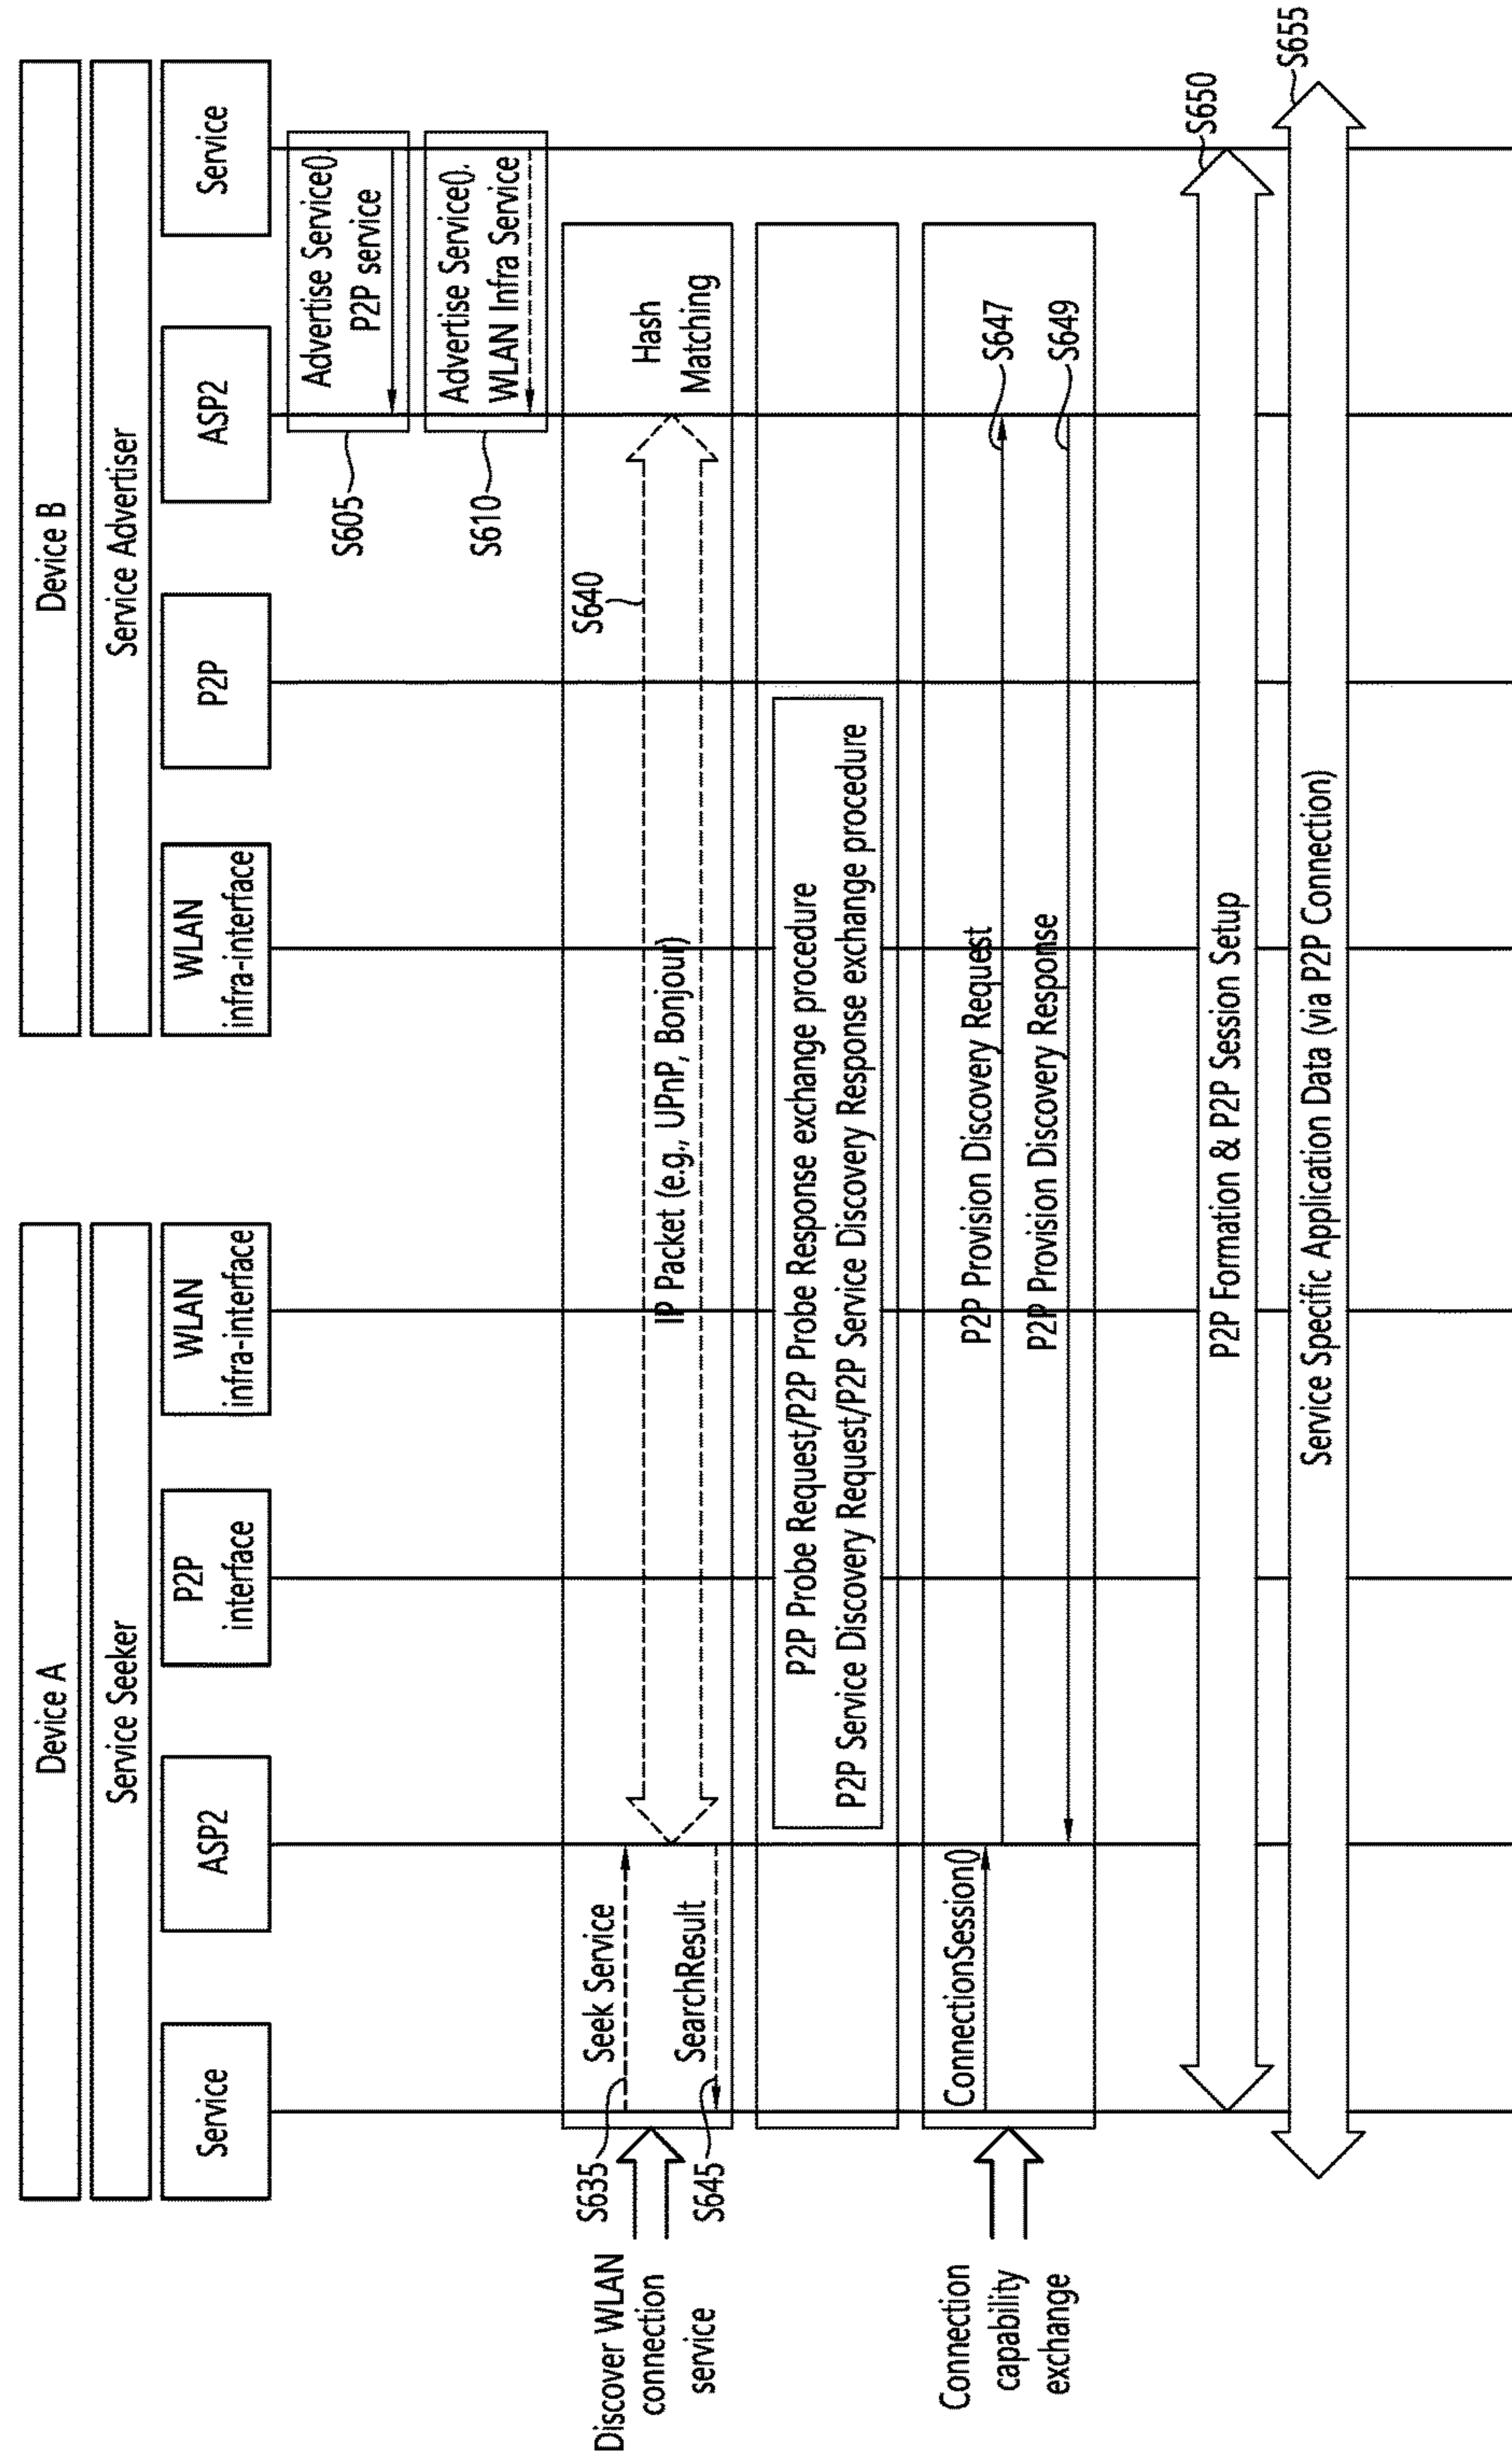 Device A
Device B
Service Seeker
Service Advertiser
Service
ASP2
P2P
interface
WLAN
infra-interface
WLAN
infra-interface
P2P
ASP2
Service
Advertise Service().
P2P service
S605
Advertise Service().
WLAN Infra Service
S610
Discover WLAN
connection
service
S635
Seek Service
S640
IP Packet (e.g., UPnP, Bonjour)
Hash
Matching
S645
SearchResult
P2P Probe Request/P2P Probe Response exchange procedure
P2P Service Discovery Request/P2P Service Discovery Response exchange procedure
Connection
capability
exchange
ConnectionSession()
P2P Provision Discovery Request
S647
P2P Provision Discovery Response
S649
P2P Formation & P2P Session Setup
S650
Service Specific Application Data (via P2P Connection)
S655